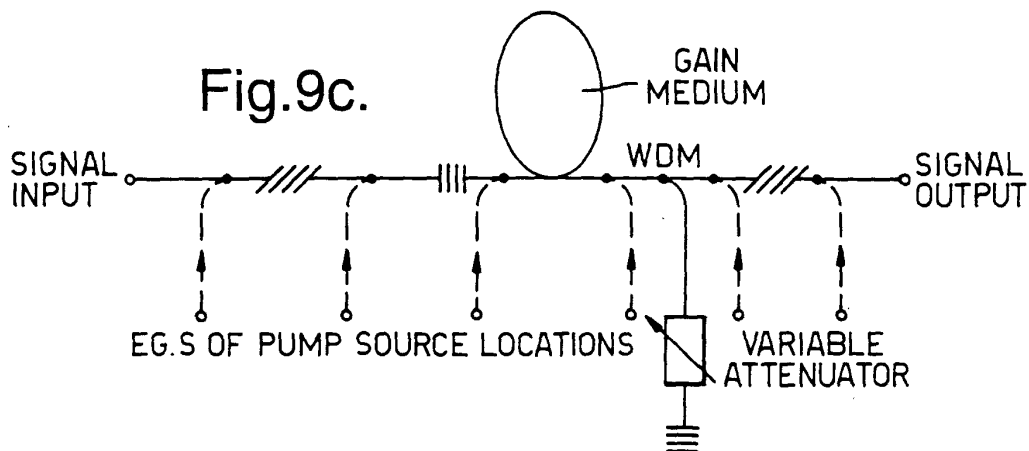 Fig.9c.
GAIN
MEDIUM
SIGNAL
INPUT
WDM
SIGNAL
OUTPUT
EG.S OF PUMP SOURCE LOCATIONS
VARIABLE
ATTENUATOR